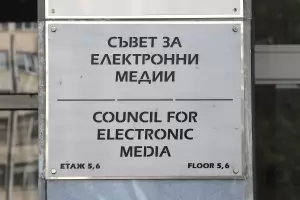 СЪВЕТ ЗА
ЕЛЕКТРОННИ
МЕДИИ
COUNCIL FOR
ELECTRONIC
MEDIA
ЕТАЖ 5,6 FLOOR 5,6